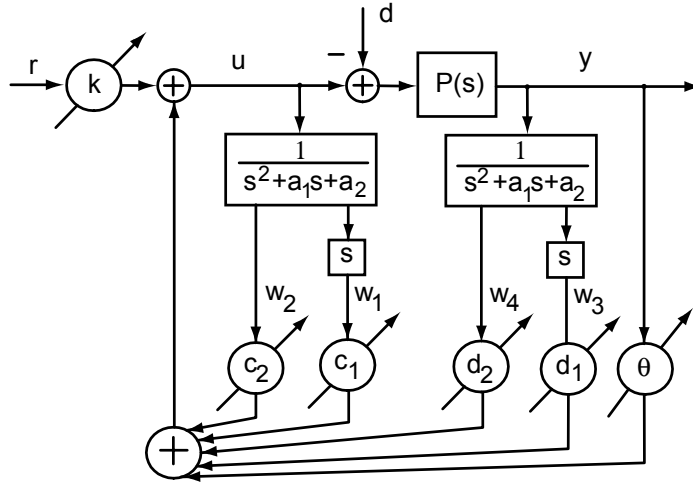 d
r
k
+
u
−
+
P(s)
y
1
s²+a₁s+a₂
1
s²+a₁s+a₂
s
s
w₂
w₁
w₄
w₃
c₂
c₁
d₂
d₁
θ
+